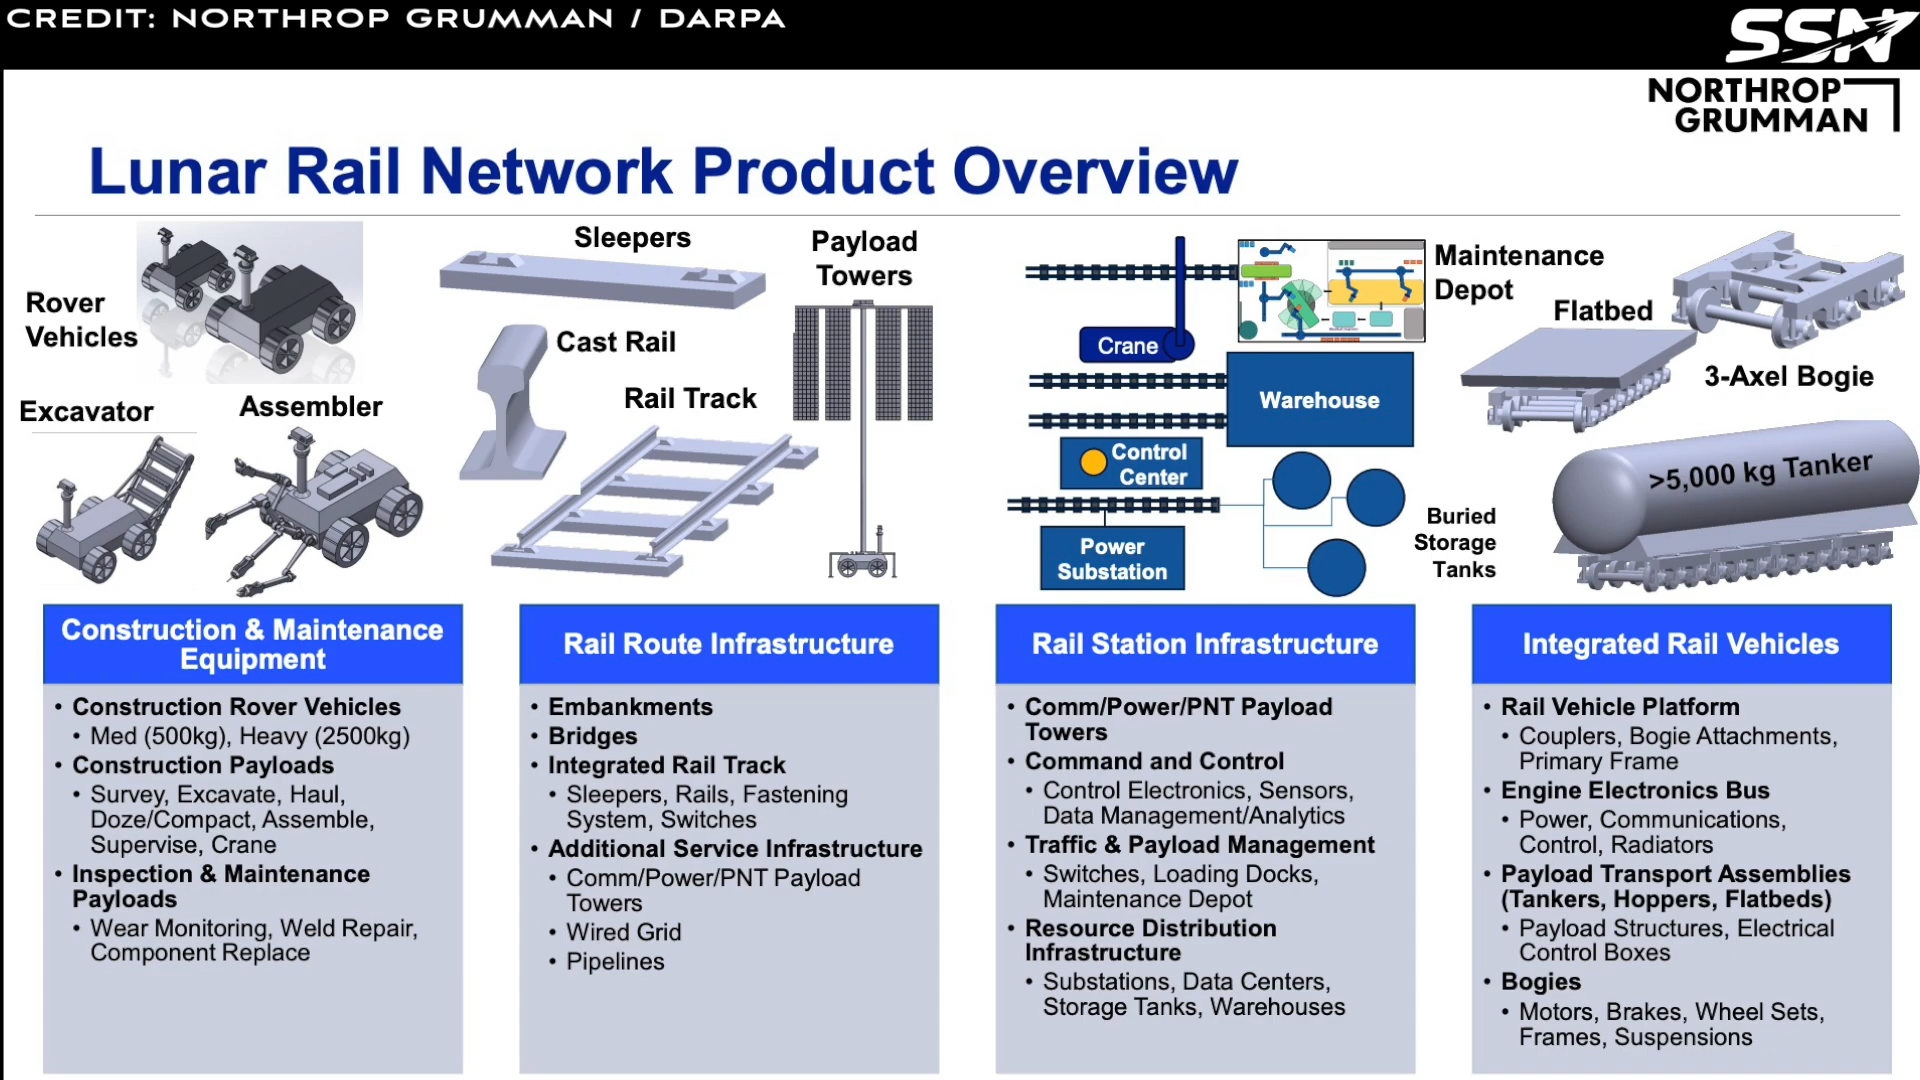 CREDIT: NORTHROP GRUMMAN / DARPA
SSN
NORTHROP
GRUMMAN
Lunar Rail Network Product Overview
Rover
Vehicles
Excavator
Assembler
Sleepers
Cast Rail
Rail Track
Payload
Towers
Crane
Maintenance
Depot
Warehouse
Control
Center
Power
Substation
Buried
Storage
Tanks
Flatbed
3-Axel Bogie
>5,000 kg Tanker
Construction & Maintenance
Equipment
• Construction Rover Vehicles
• Med (500kg), Heavy (2500kg)
• Construction Payloads
• Survey, Excavate, Haul,
Doze/Compact, Assemble,
Supervise, Crane
• Inspection & Maintenance
Payloads
• Wear Monitoring, Weld Repair,
Component Replace
Rail Route Infrastructure
• Embankments
• Bridges
• Integrated Rail Track
• Sleepers, Rails, Fastening
System, Switches
• Additional Service Infrastructure
• Comm/Power/PNT Payload
Towers
• Wired Grid
• Pipelines
Rail Station Infrastructure
• Comm/Power/PNT Payload
Towers
• Command and Control
• Control Electronics, Sensors,
Data Management/Analytics
• Traffic & Payload Management
• Switches, Loading Docks,
Maintenance Depot
• Resource Distribution
Infrastructure
• Substations, Data Centers,
Storage Tanks, Warehouses
Integrated Rail Vehicles
• Rail Vehicle Platform
• Couplers, Bogie Attachments,
Primary Frame
• Engine Electronics Bus
• Power, Communications,
Control, Radiators
• Payload Transport Assemblies
(Tankers, Hoppers, Flatbeds)
• Payload Structures, Electrical
Control Boxes
• Bogies
• Motors, Brakes, Wheel Sets,
Frames, Suspensions